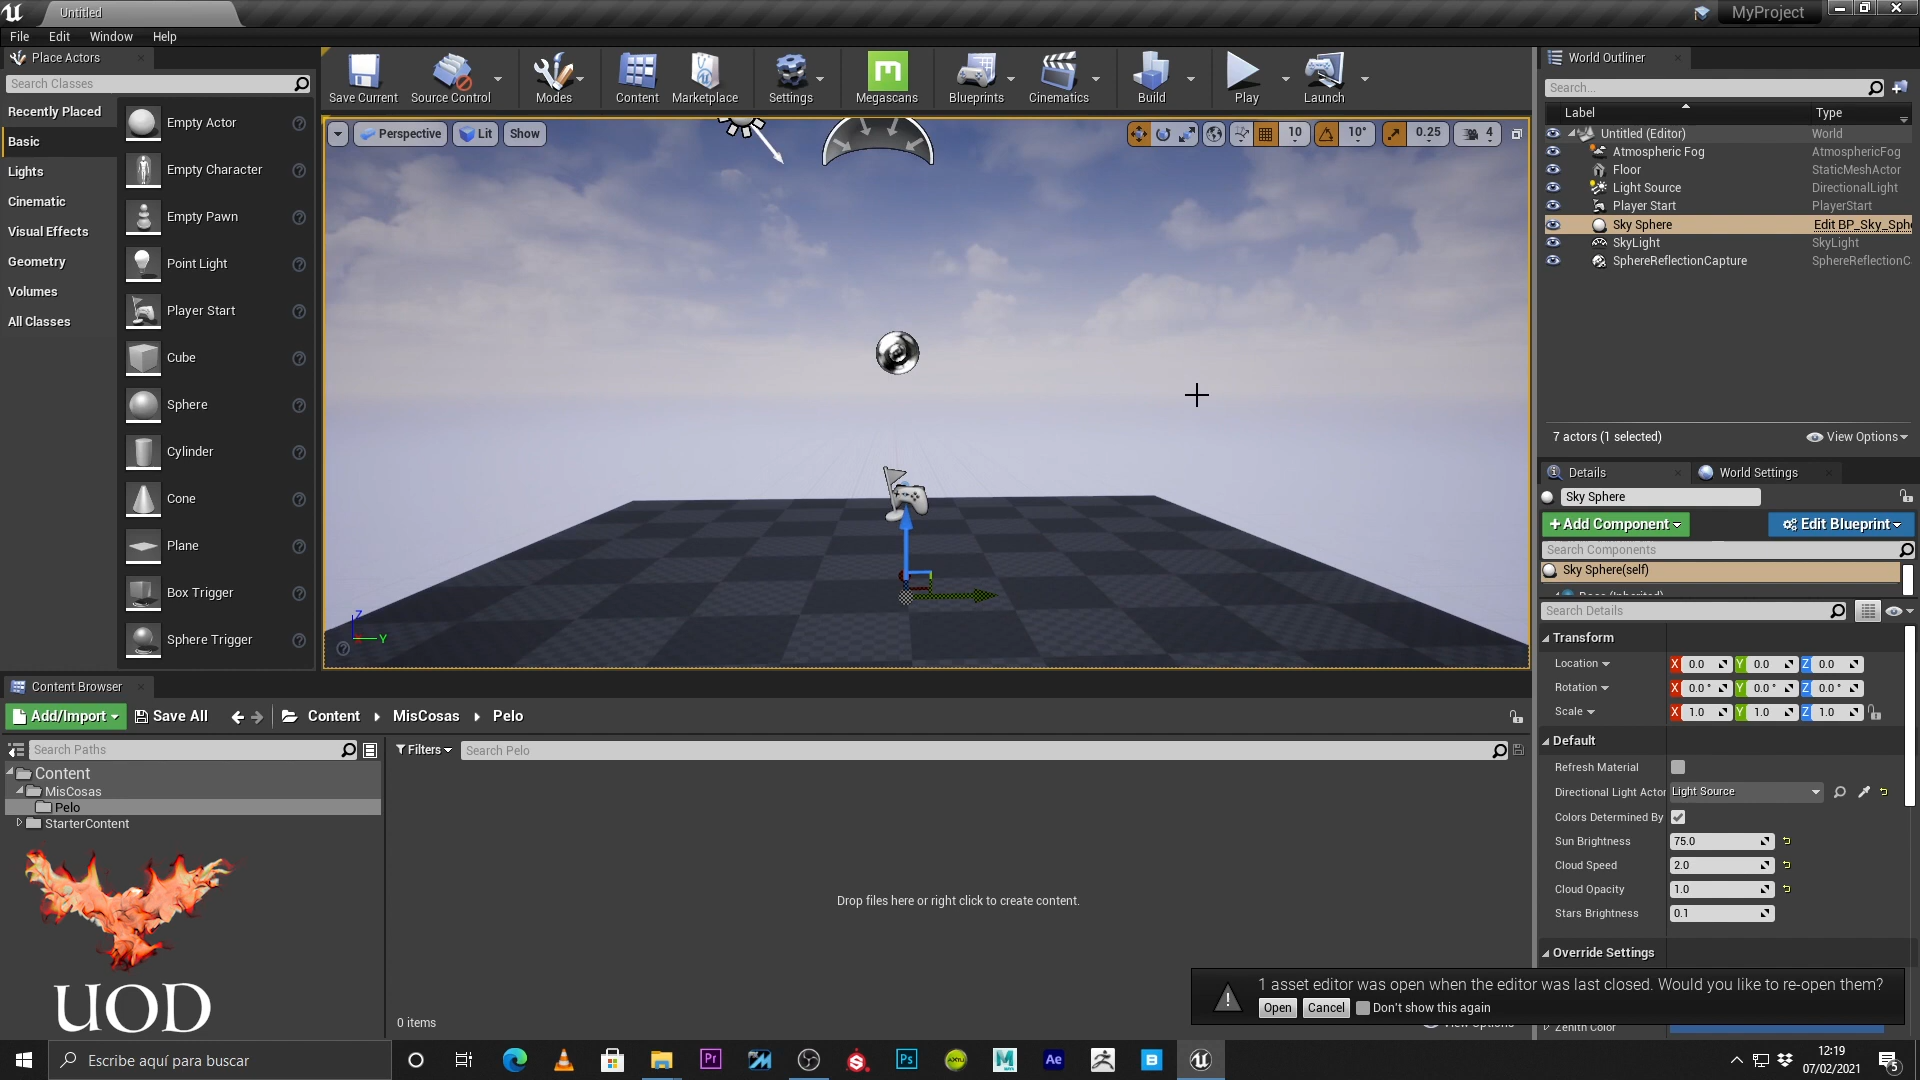 Untitled
MyProject
File Edit Window Help
Place Actors
Search Classes
Recently Placed
Basic
Lights
Cinematic
Visual Effects
Geometry
Volumes
All Classes
Empty Actor
Empty Character
Empty Pawn
Point Light
Player Start
Cube
Sphere
Cylinder
Cone
Plane
Box Trigger
Sphere Trigger
Save Current Source Control Modes Content Marketplace Settings Megascans Blueprints Cinematics Build Play Launch
Perspective Lit Show
10 10° 0.25 4
Z
Y
World Outliner
Search...
Label Type
Untitled (Editor) World
Atmospheric Fog AtmosphericFog
Floor StaticMeshActor
Light Source DirectionalLight
Player Start PlayerStart
Sky Sphere Edit BP_Sky_Sph
SkyLight SkyLight
SphereReflectionCapture SphereReflectionC
7 actors (1 selected) View Options
Details World Settings
Sky Sphere
+Add Component Edit Blueprint
Search Components
Sky Sphere(self)
Search Details
Transform
Location X 0.0 Y 0.0 Z 0.0
Rotation X 0.0° Y 0.0° Z 0.0°
Scale X 1.0 Y 1.0 Z 1.0
Default
Refresh Material
Directional Light Actor Light Source
Colors Determined By
Sun Brightness 75.0
Cloud Speed 2.0
Cloud Opacity 1.0
Stars Brightness 0.1
Override Settings
Zenith Color
Content Browser
Add/Import Save All Content MisCosas Pelo
Search Paths
Content
MisCosas
Pelo
StarterContent
Filters Search Pelo
Drop files here or right click to create content.
0 items
UOD
1 asset editor was open when the editor was last closed. Would you like to re-open them?
Open Cancel Don't show this again
Escribe aquí para buscar
Pr
Ps
M
Ae
B
12:19
07/02/2021
5